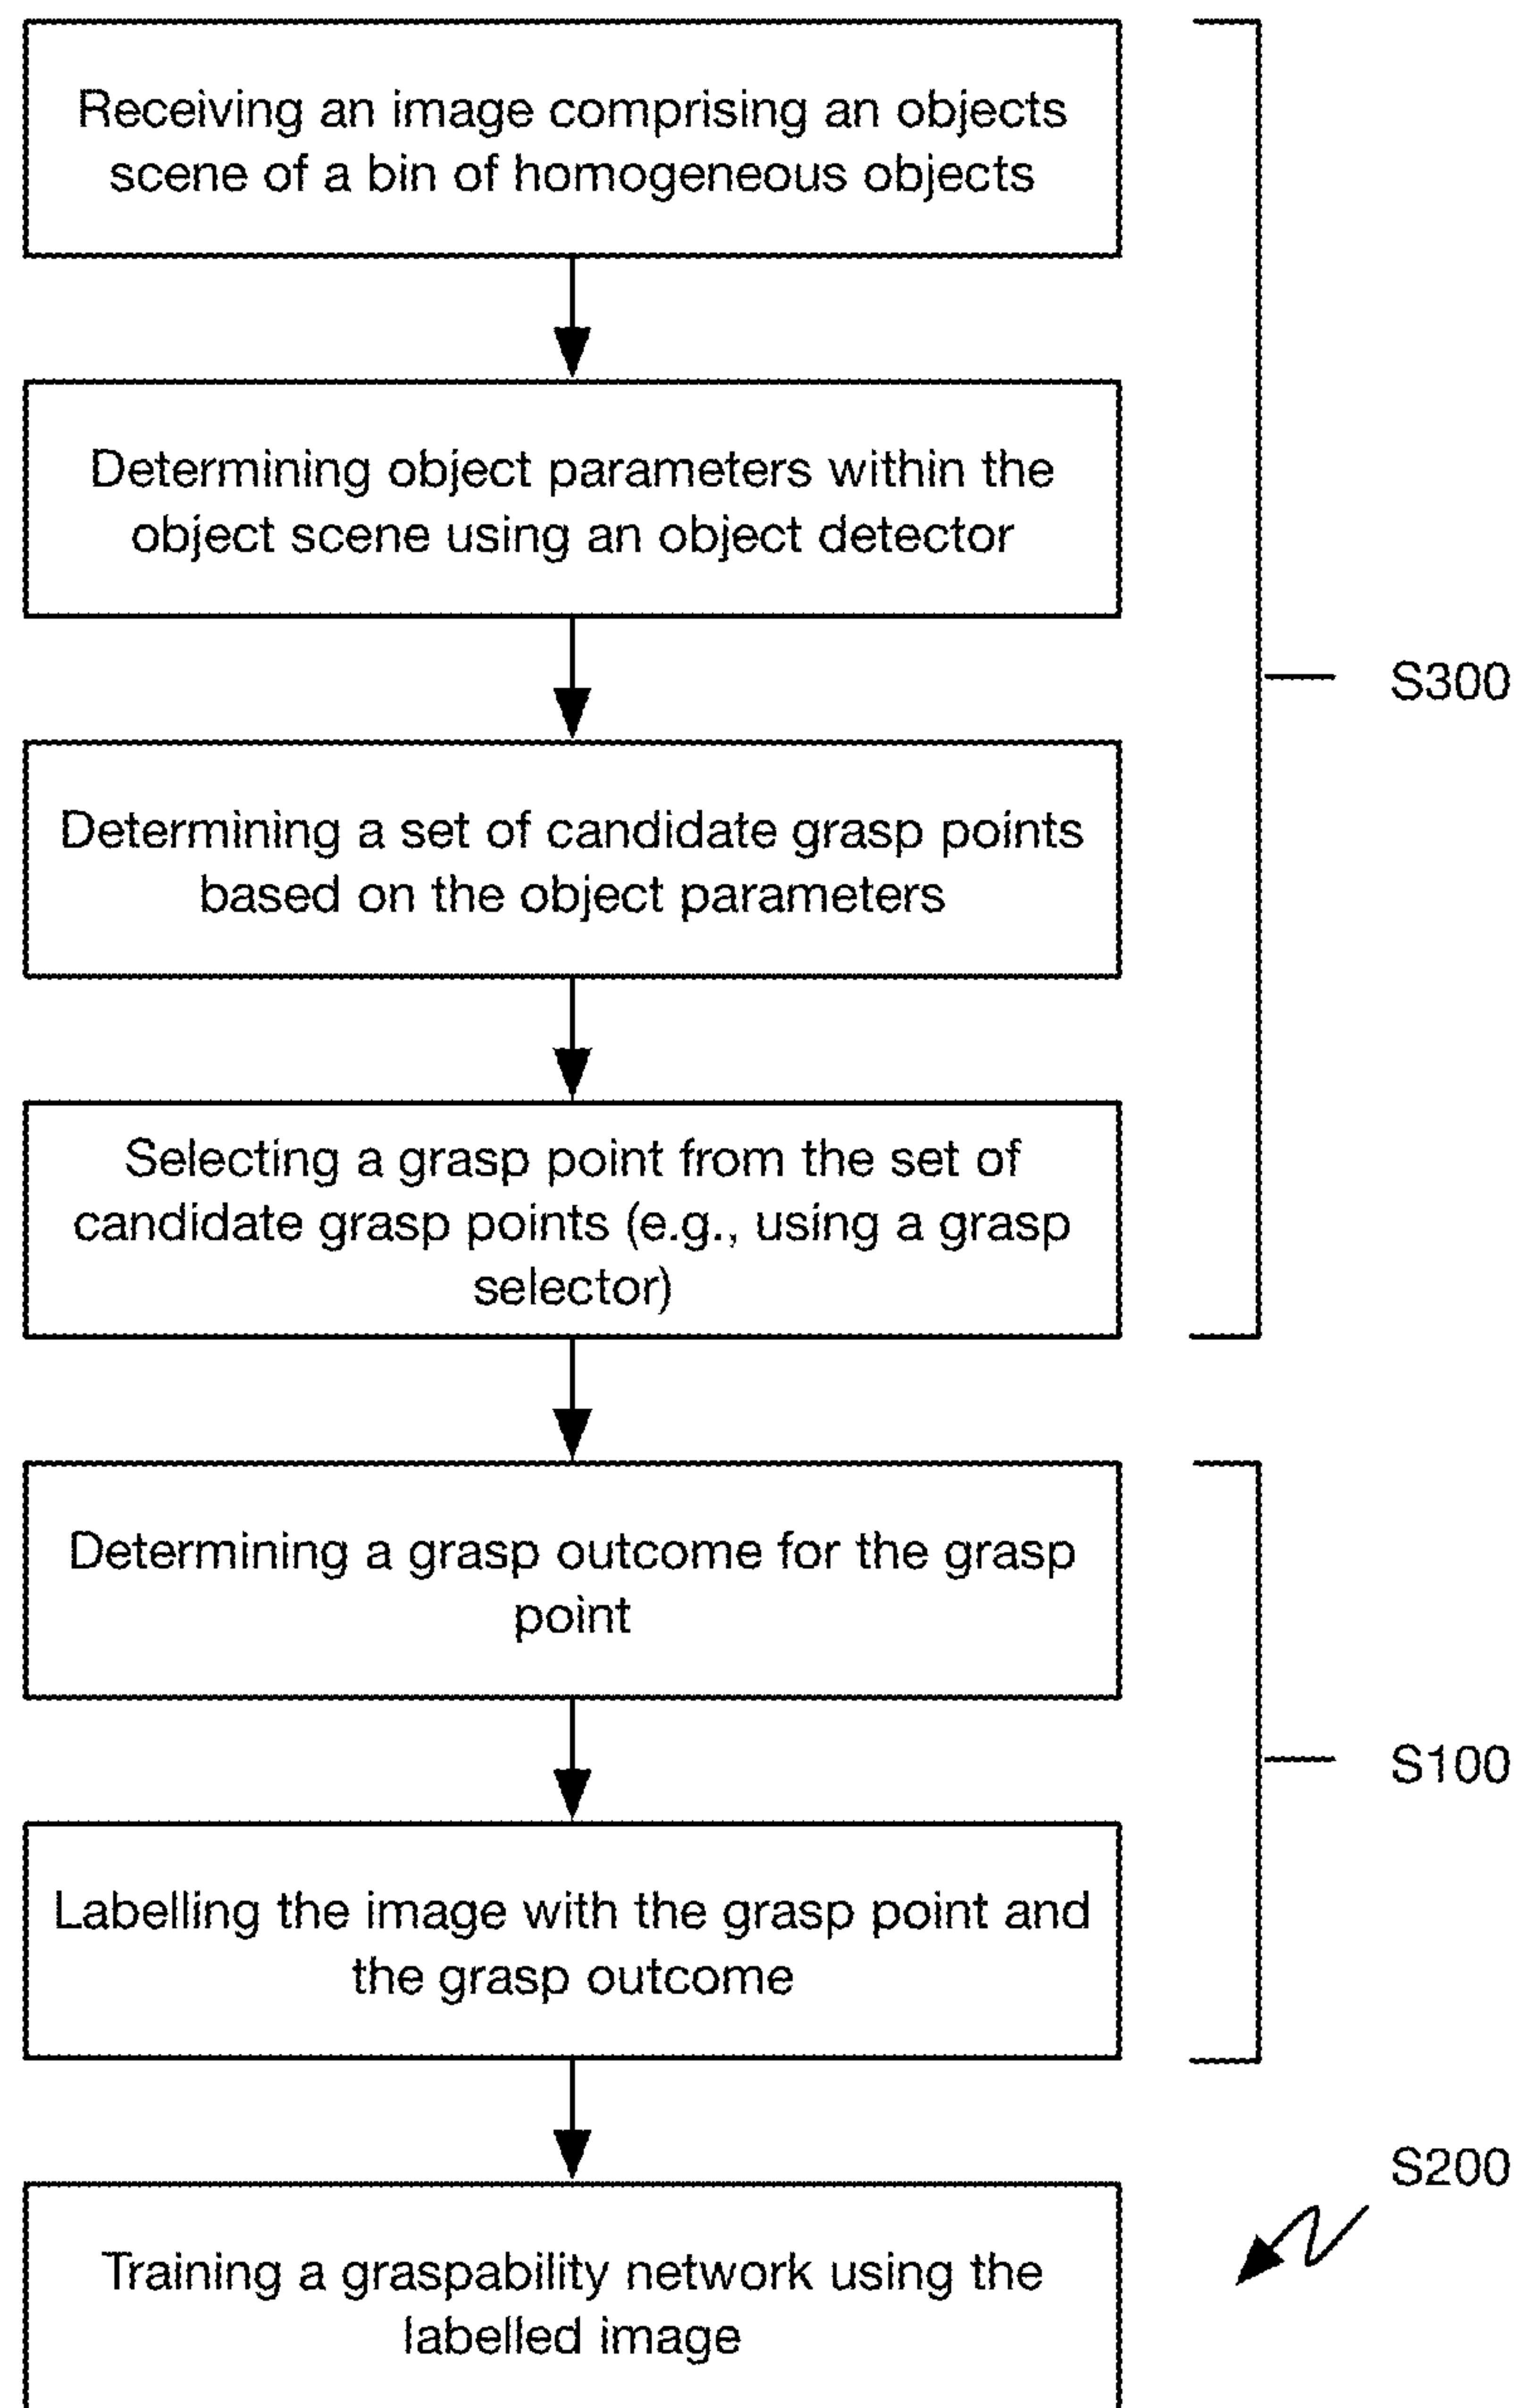 Receiving an image comprising an objects
scene of a bin of homogeneous objects
Determining object parameters within the
object scene using an object detector
S300
Determining a set of candidate grasp points
based on the object parameters
Selecting a grasp point from the set of
candidate grasp points (e.g., using a grasp
selector)
Determining a grasp outcome for the grasp
point
S100
Labelling the image with the grasp point and
the grasp outcome
S200
Training a graspability network using the
labelled image